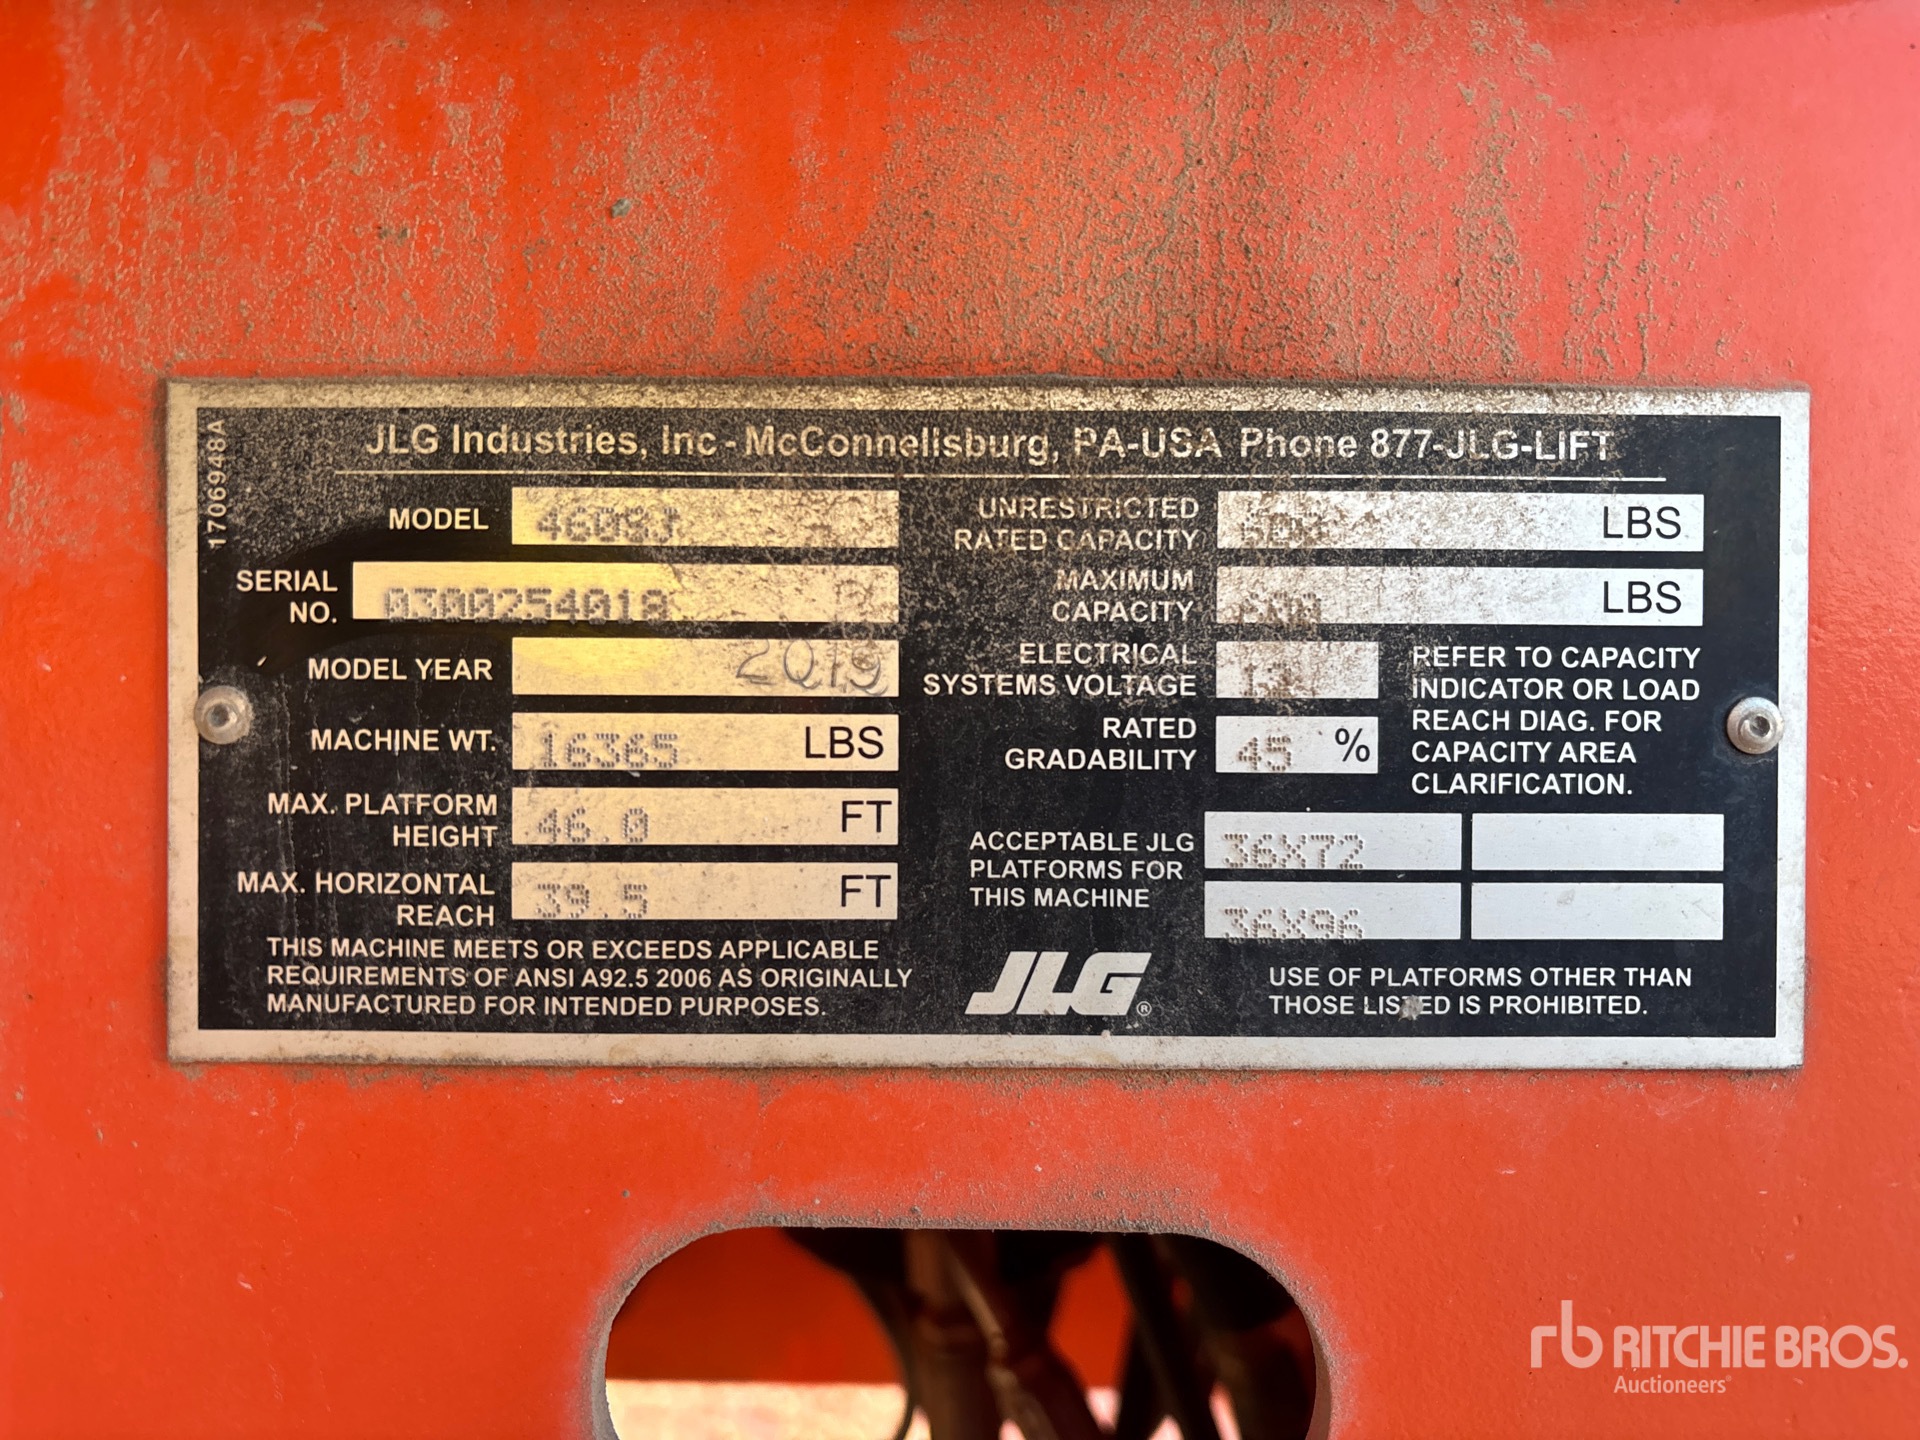 17069484A
JLG Industries, Inc - McConnellsburg, PA-USA Phone 877-JLG-LIFT
MODEL 460SJ
SERIAL NO. 0300254018
MODEL YEAR 2019
MACHINE WT. 16365 LBS
MAX. PLATFORM HEIGHT 46.0 FT
MAX. HORIZONTAL REACH 39.5 FT
THIS MACHINE MEETS OR EXCEEDS APPLICABLE
REQUIREMENTS OF ANSI A92.5 2006 AS ORIGINALLY
MANUFACTURED FOR INTENDED PURPOSES.
UNRESTRICTED
RATED CAPACITY LBS
MAXIMUM
CAPACITY 600 LBS
ELECTRICAL
SYSTEMS VOLTAGE 12
RATED
GRADABILITY 45 %
REFER TO CAPACITY
INDICATOR OR LOAD
REACH DIAG. FOR
CAPACITY AREA
CLARIFICATION.
ACCEPTABLE JLG
PLATFORMS FOR
THIS MACHINE
36X72
36X96
JLG®
USE OF PLATFORMS OTHER THAN
THOSE LISTED IS PROHIBITED.
rb RITCHIE BROS.
Auctioneers